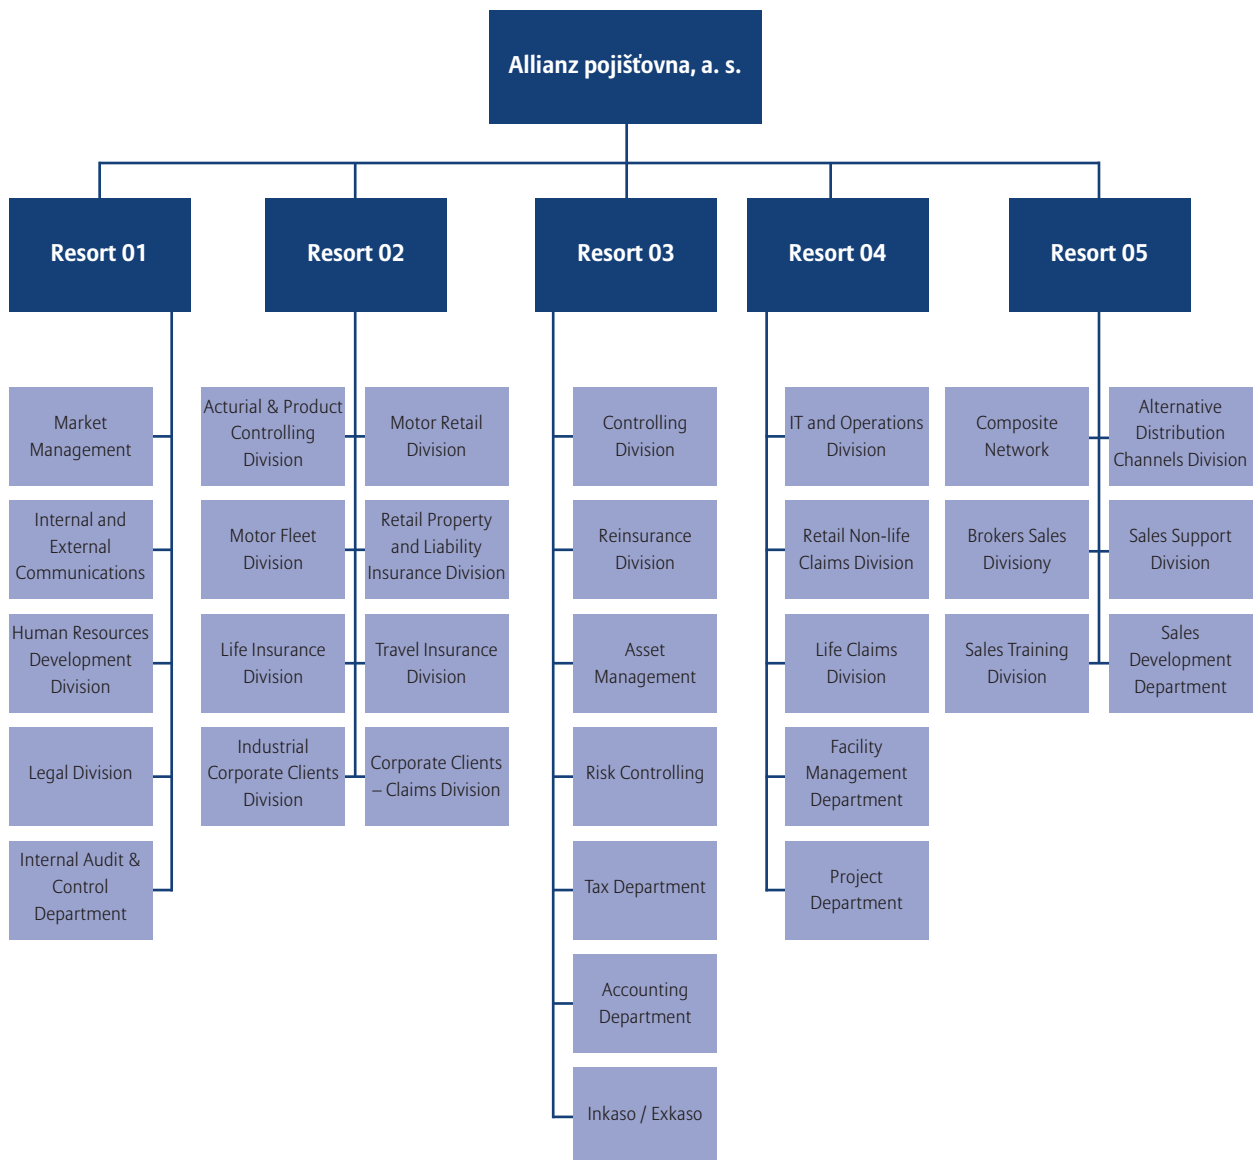 Allianz pojišťovna, a. s.
Resort 01
Resort 02
Resort 03
Resort 04
Resort 05
Market
Management
Internal and
External
Communications
Human Resources
Development
Division
Legal Division
Internal Audit &
Control
Department
Acturial & Product
Controlling
Division
Motor Retail
Division
Motor Fleet
Division
Retail Property
and Liability
Insurance Division
Life Insurance
Division
Travel Insurance
Division
Industrial
Corporate Clients
Division
Corporate Clients
– Claims Division
Controlling
Division
Reinsurance
Division
Asset
Management
Risk Controlling
Tax Department
Accounting
Department
Inkaso / Exkaso
IT and Operations
Division
Retail Non-life
Claims Division
Life Claims
Division
Facility
Management
Department
Project
Department
Composite
Network
Alternative
Distribution
Channels Division
Brokers Sales
Divisiony
Sales Support
Division
Sales Training
Division
Sales
Development
Department